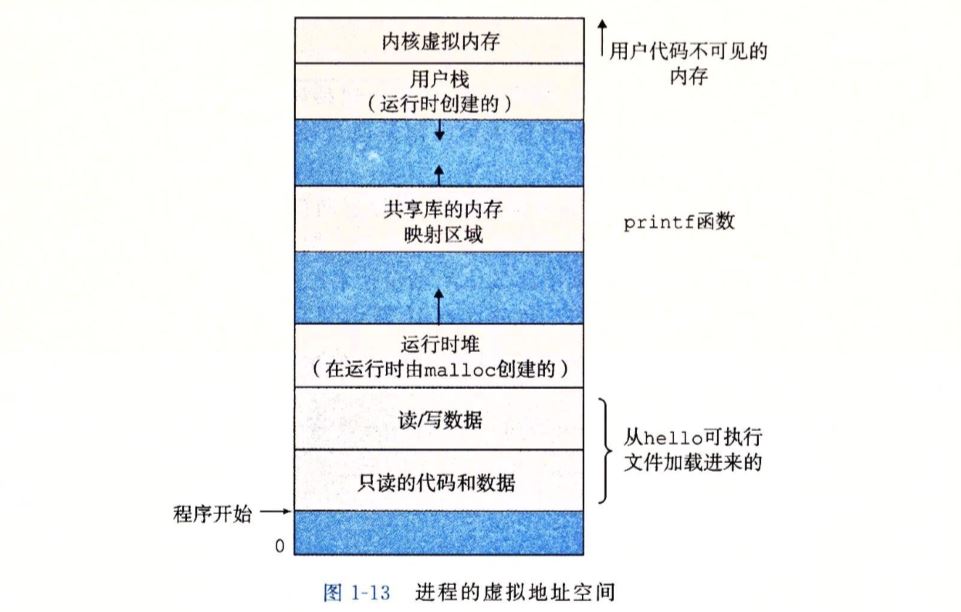 内核虚拟内存
用户代码不可见的
内存
用户栈
（运行时创建的）
共享库的内存
映射区域
printf函数
运行时堆
（在运行时由malloc创建的）
读/写数据
从hello可执行
文件加载进来的
只读的代码和数据
程序开始
0
图 1-13 进程的虚拟地址空间